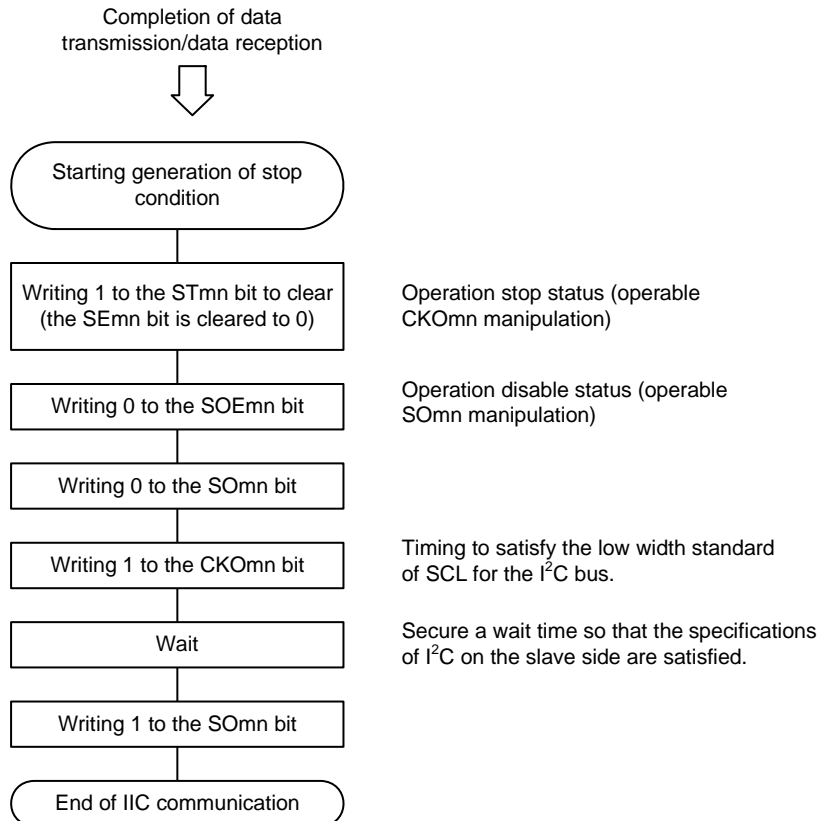 Completion of data
transmission/data reception
Starting generation of stop
condition
Writing 1 to the STmn bit to clear
(the SEmn bit is cleared to 0)
Operation stop status (operable
CKOmn manipulation)
Writing 0 to the SOEmn bit
Operation disable status (operable
SOmn manipulation)
Writing 0 to the SOmn bit
Writing 1 to the CKOmn bit
Timing to satisfy the low width standard
of SCL for the I²C bus.
Wait
Secure a wait time so that the specifications
of I²C on the slave side are satisfied.
Writing 1 to the SOmn bit
End of IIC communication